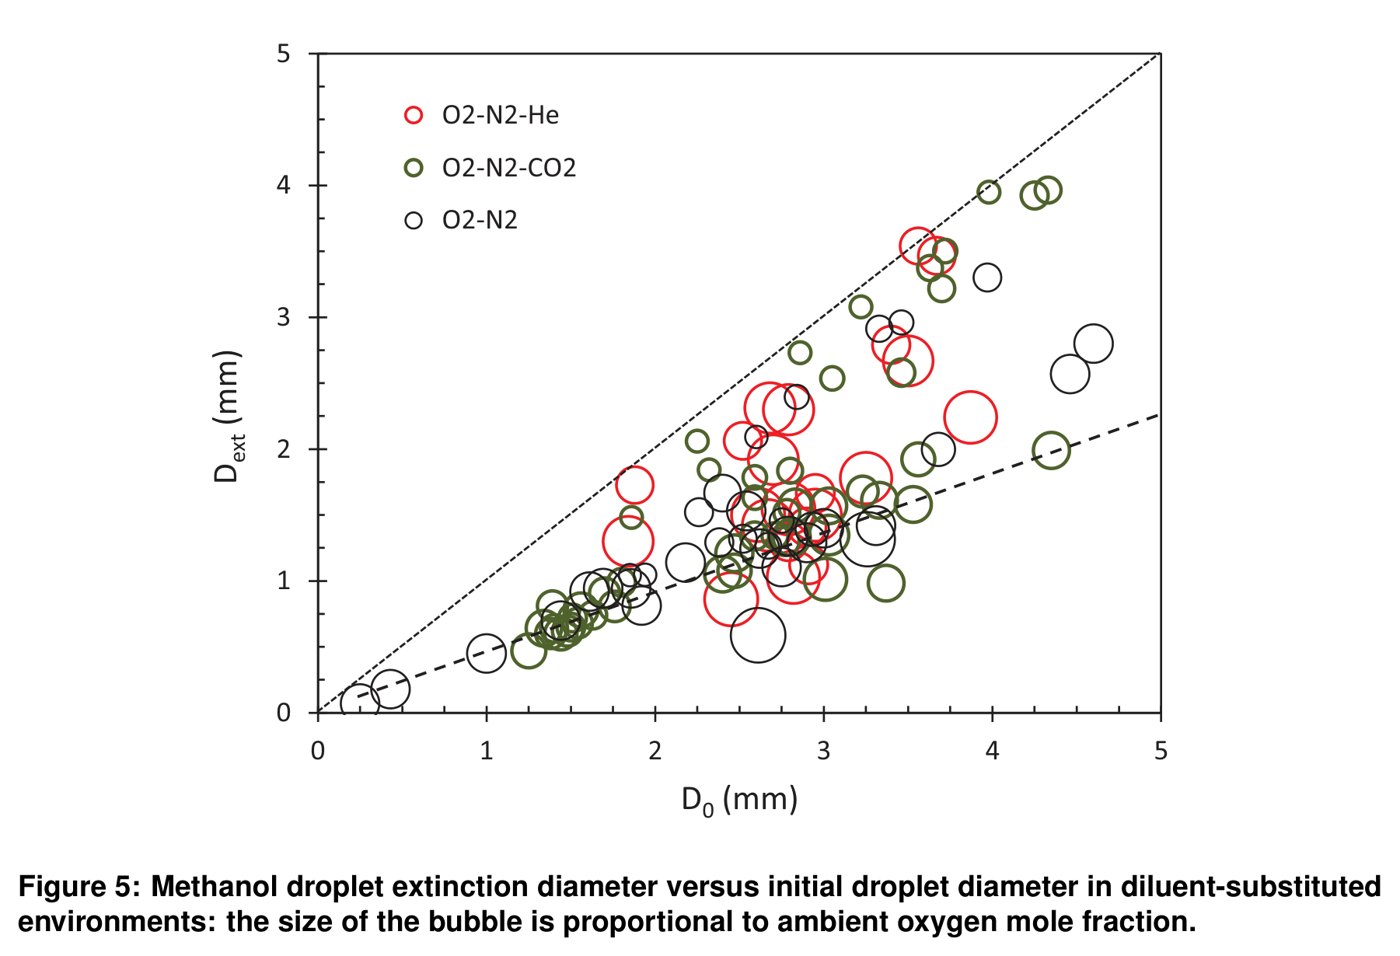 5
O2-N2-He
O2-N2-CO2
4
O2-N2
3
Dext (mm)
2
1
0
0 1 2 3 4 5
D0 (mm)
Figure 5: Methanol droplet extinction diameter versus initial droplet diameter in diluent-substituted
environments: the size of the bubble is proportional to ambient oxygen mole fraction.